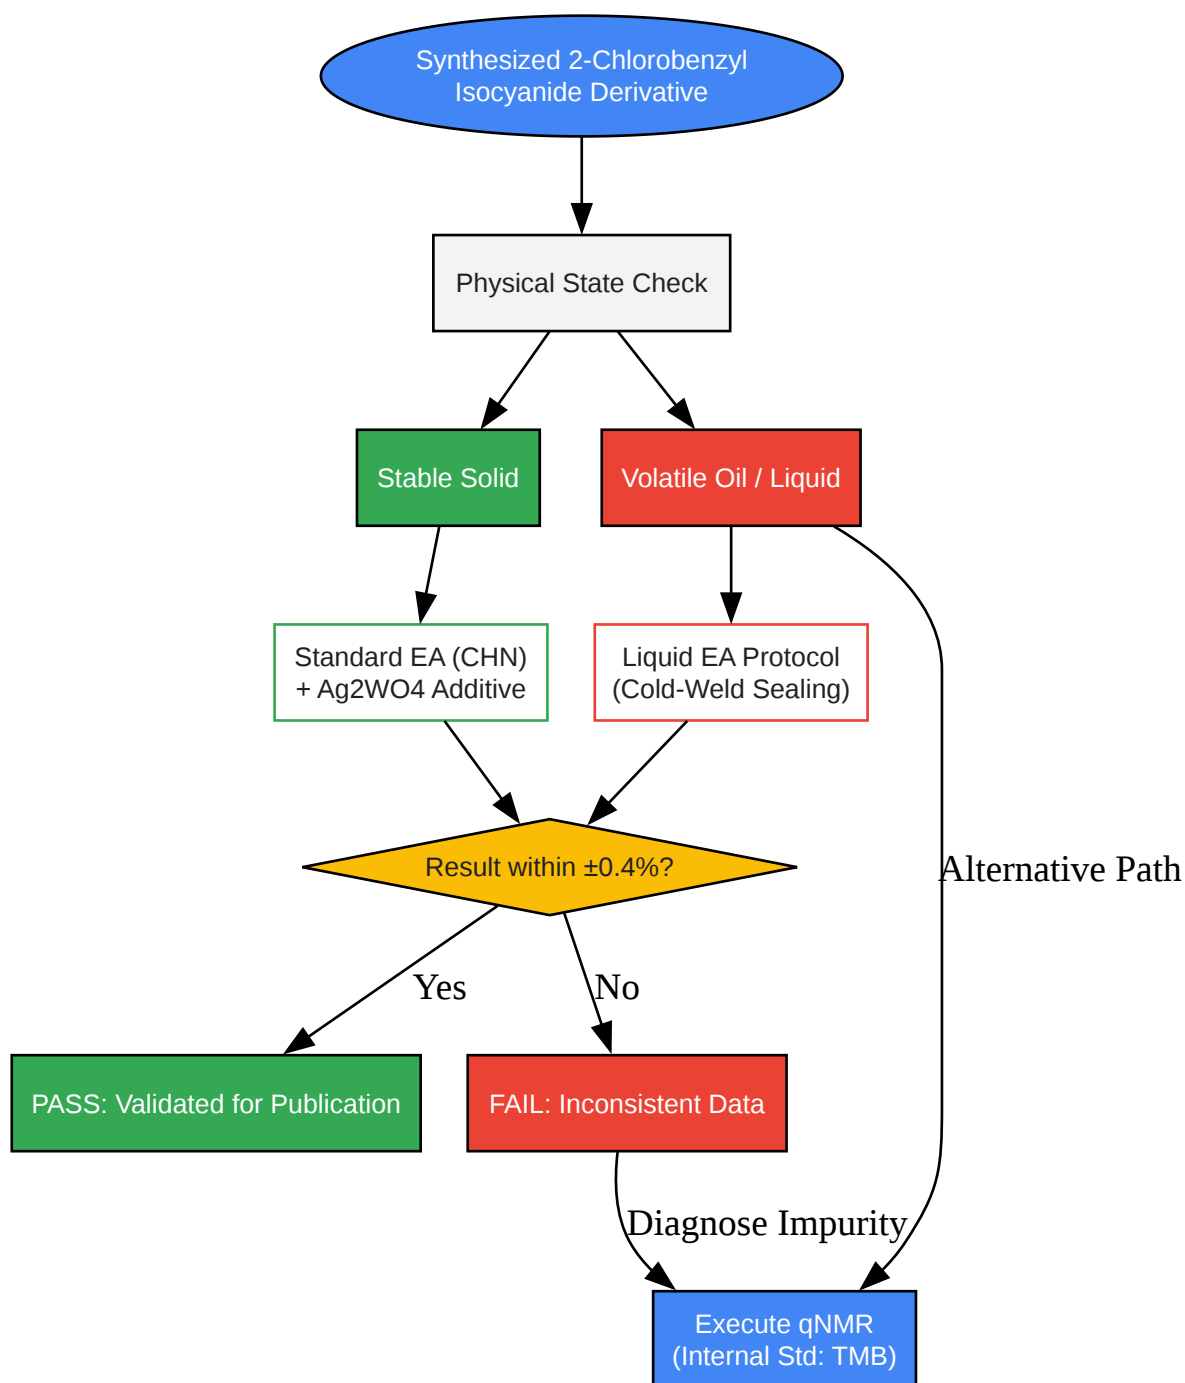 Synthesized 2-Chlorobenzyl
Isocyanide Derivative
Physical State Check
Stable Solid
Volatile Oil / Liquid
Standard EA (CHN)
+ Ag2WO4 Additive
Liquid EA Protocol
(Cold-Weld Sealing)
Result within ±0.4%?
Alternative Path
Yes
No
PASS: Validated for Publication
FAIL: Inconsistent Data
Diagnose Impurity
Execute qNMR
(Internal Std: TMB)